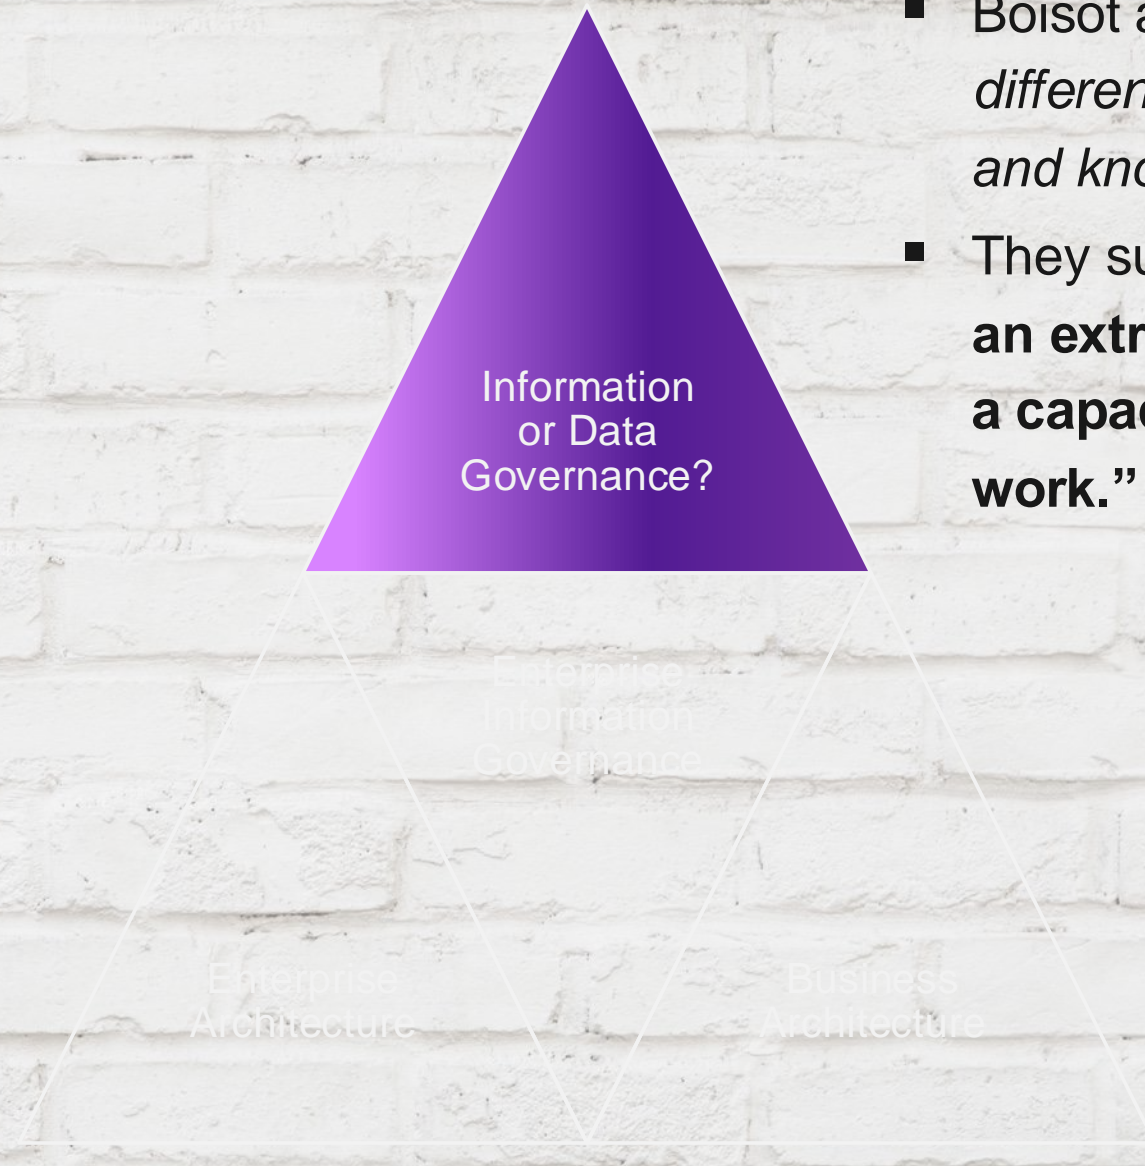 Boisot
differen
and kno
They su
an extr
a capac
work.”
Information
or Data
Governance?
Enterprise
Information
Governance
Enterprise
Architecture
Business
Architecture